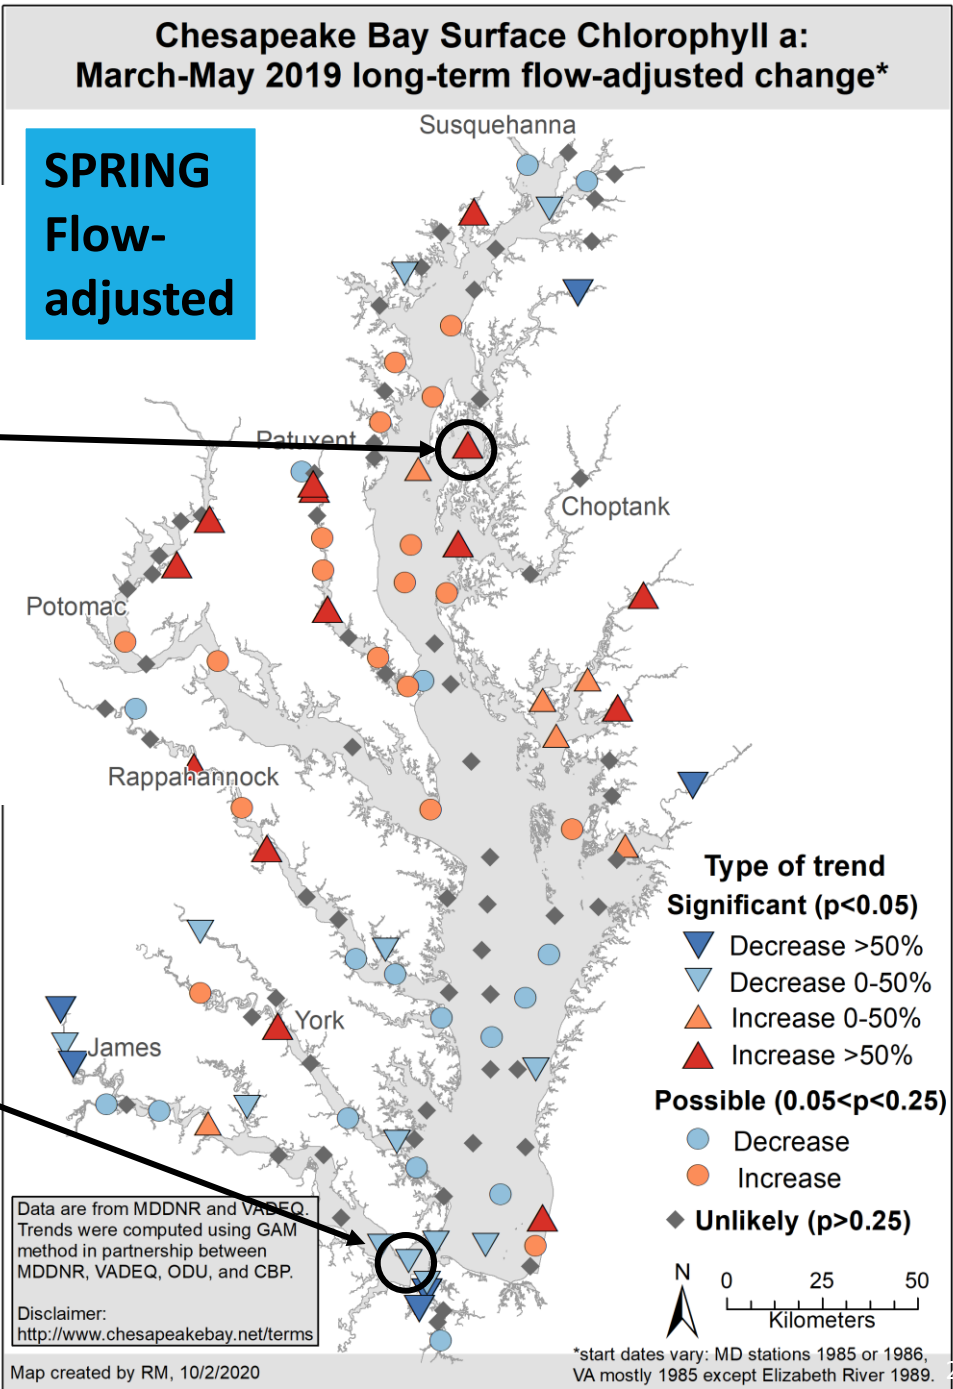 Chesapeake Bay Surface Chlorophyll a:
March-May 2019 long-term flow-adjusted change*
SPRING
Flow-
adjusted
Susquehanna
Patuxent
Choptank
Potomac
Rappahannock
York
James
Type of trend
Significant (p<0.05)
Decrease >50%
Decrease 0-50%
Increase 0-50%
Increase >50%
Possible (0.05<p<0.25)
Decrease
Increase
Unlikely (p>0.25)
Data are from MDDNR and VADEQ.
Trends were computed using GAM
method in partnership between
MDDNR, VADEQ, ODU, and CBP.
Disclaimer:
http://www.chesapeakebay.net/terms
N
0 25 50
Kilometers
*start dates vary: MD stations 1985 or 1986,
VA mostly 1985 except Elizabeth River 1989.
Map created by RM, 10/2/2020